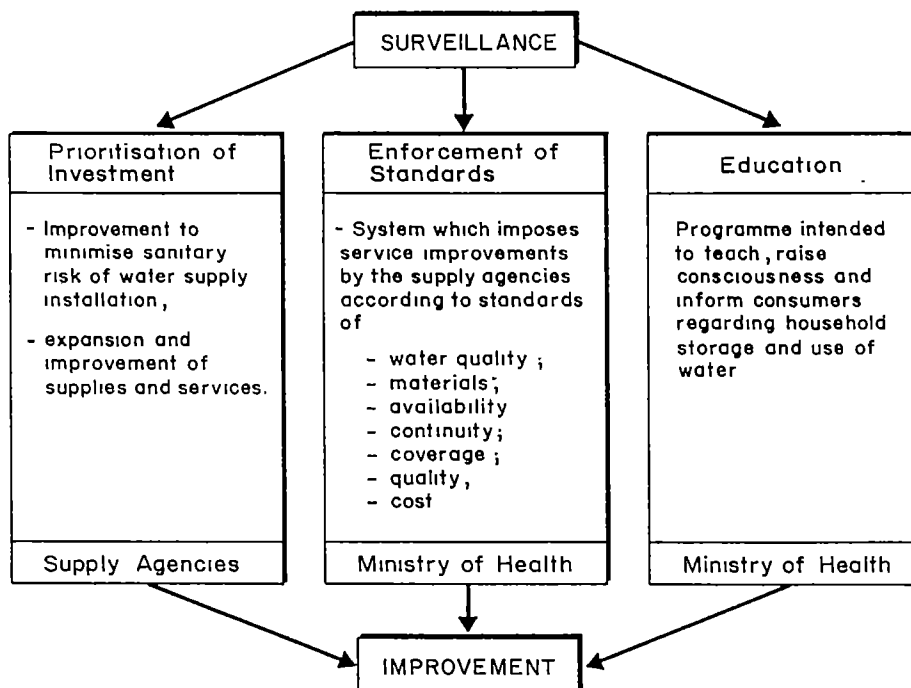 SURVEILLANCE
Prioritisation of
Investment
- Improvement to
minimise sanitary
risk of water supply
installation,
- expansion and
improvement of
supplies and services.
Supply Agencies
Enforcement of
Standards
- System which imposes
service improvements
by the supply agencies
according to standards
of
- water quality;
- materials;
- availability
- continuity;
- coverage;
- quality,
- cost
Ministry of Health
Education
Programme intended
to teach, raise
consciousness and
inform consumers
regarding household
storage and use of
water
Ministry of Health
IMPROVEMENT